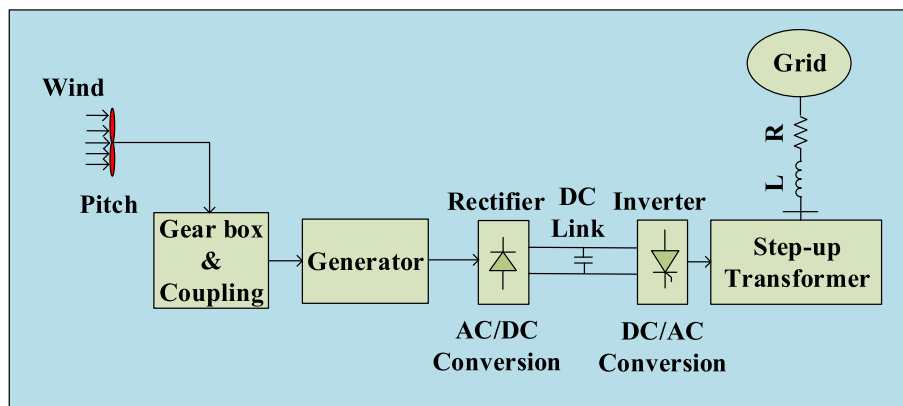 Wind
Pitch
Gear box
&
Coupling
Generator
Rectifier
AC/DC
Conversion
DC
Link
Inverter
DC/AC
Conversion
Step-up
Transformer
L
R
Grid